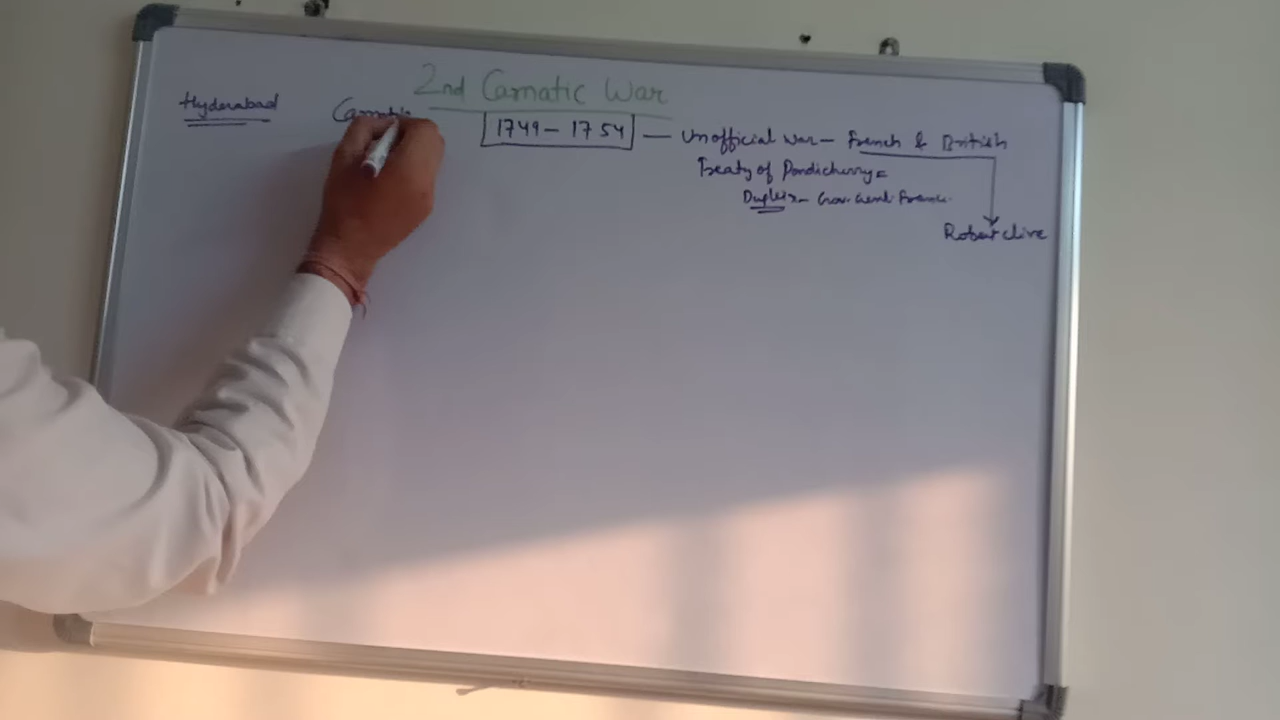 2nd Carnatic War
Hyderabad
Carnatic
1749 - 1754 — Unofficial war - French & British
Treaty of Pondicherry =
Dupleix - Gov. Genl. France.
Robert clive